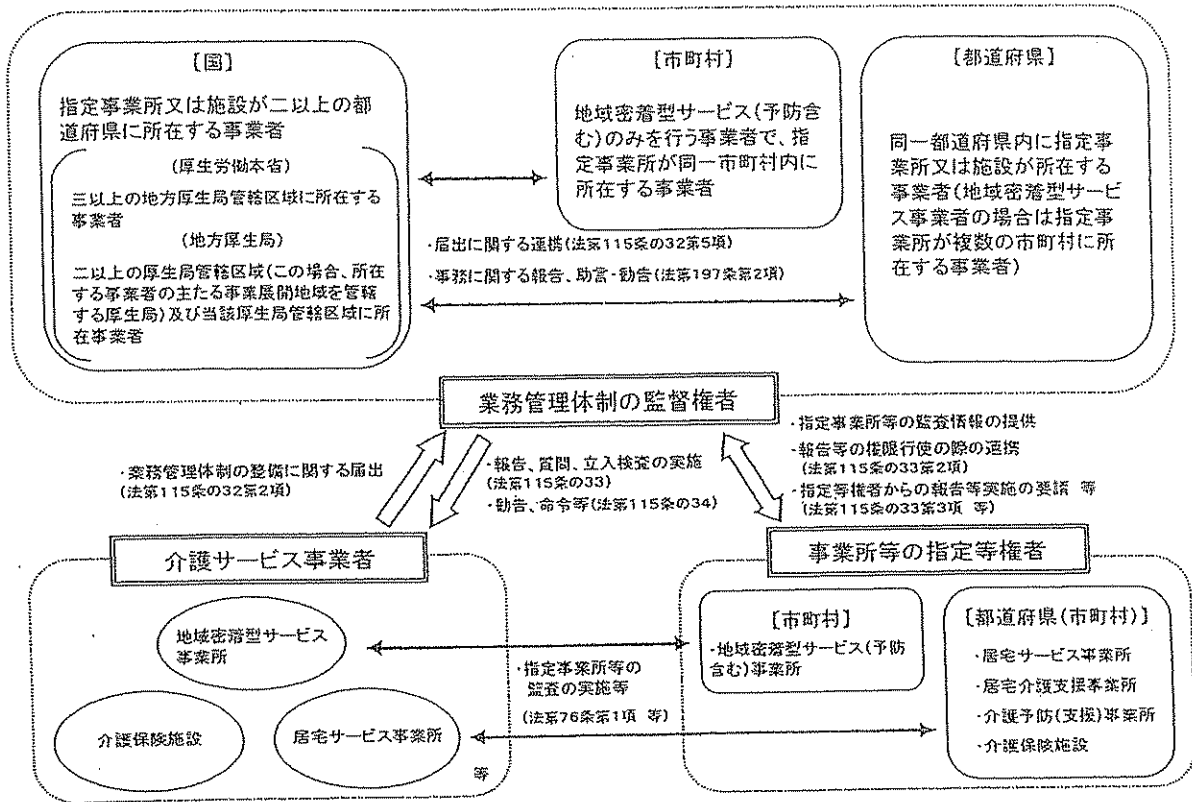 【国】
指定事業所又は施設が二以上の都
道府県に所在する事業者
(厚生労働本省)
三以上の地方厚生局管轄区域に所在する
事業者
(地方厚生局)
二以上の厚生局管轄区域(この場合、所在
する事業者の主たる事業展開地域を管轄
する厚生局)及び当該厚生局管轄区域に所
在事業者
【市町村】
地域密着型サービス(予防含
む)のみを行う事業者で、指
定事業所が同一市町村内に
所在する事業者
【都道府県】
同一都道府県内に指定事
業所又は施設が所在する
事業者(地域密着型サービ
ス事業者の場合は指定事
業所が複数の市町村に所
在する事業者)
・届出に関する連携(法第115条の32第5項)
・事務に関する報告、助言・勧告(法第197条第2項)
業務管理体制の監督権者
・業務管理体制の整備に関する届出
(法第115条の32第2項)
・報告、質問、立入検査の実施
(法第115条の33)
・勧告、命令等(法第115条の34)
・指定事業所等の監査情報の提供
・報告等の権限行使の際の連携
(法第115条の33第2項)
・指定等権者からの報告等実施の要請 等
(法第115条の33第3項 等)
介護サービス事業者
地域密着型サービス
事業所
介護保険施設
居宅サービス事業所
等
・指定事業所等の
監査の実施等
(法第76条第1項 等)
事業所等の指定等権者
【市町村】
・地域密着型サービス(予防
含む)事業所
【都道府県(市町村)】
・居宅サービス事業所
・居宅介護支援事業所
・介護予防(支援)事業所
・介護保険施設